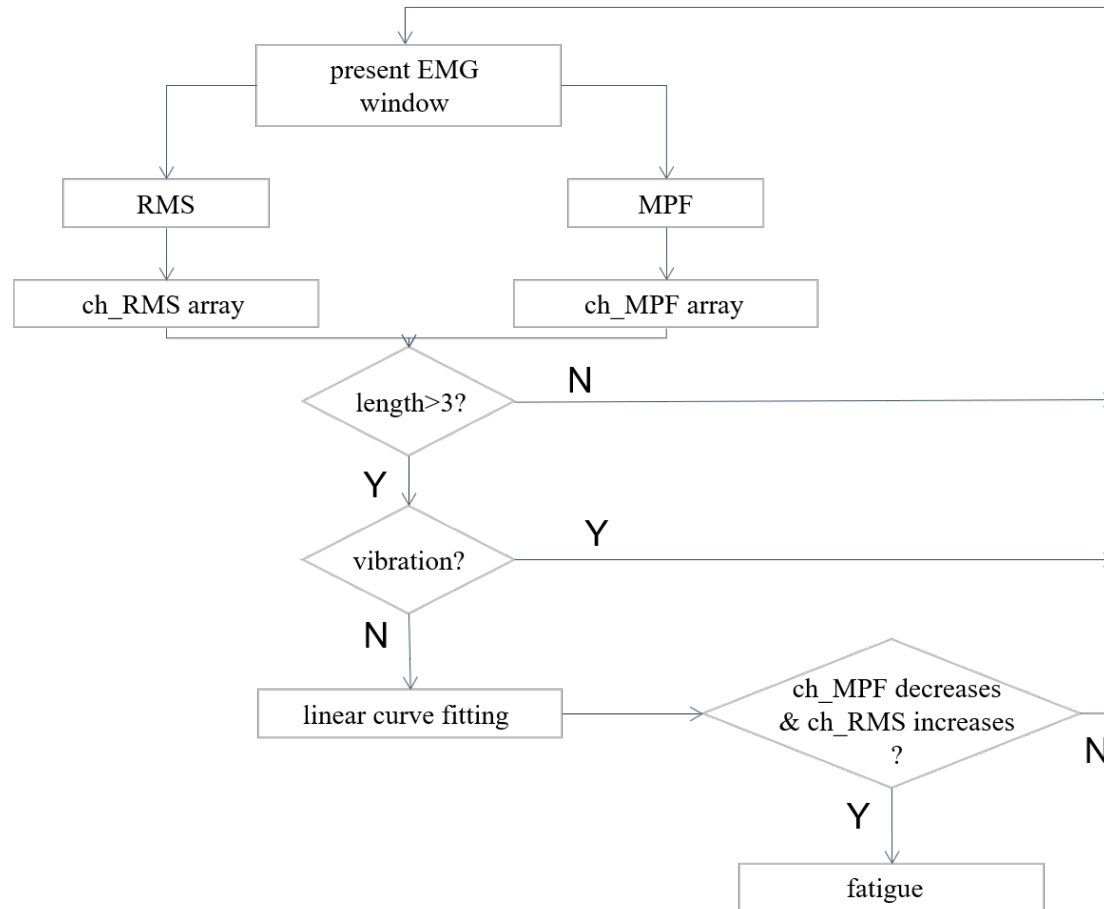 present EMG
window
RMS
MPF
ch_RMS array
ch_MPF array
length>3?
N
Y
vibration?
Y
N
linear curve fitting
ch_MPF decreases
& ch_RMS increases
?
N
Y
fatigue